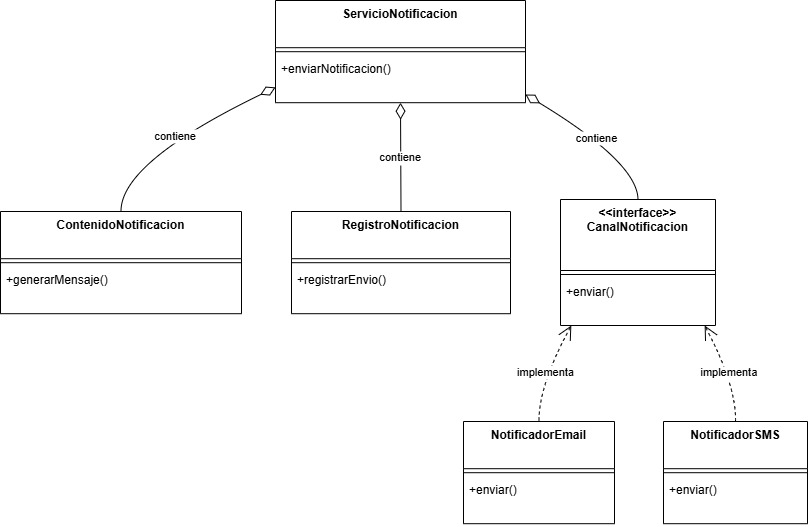 ServicioNotificacion
+enviarNotificacion()
contiene
contiene
contiene
ContenidoNotificacion
+generarMensaje()
RegistroNotificacion
+registrarEnvio()
<<interface>>
CanalNotificacion
+enviar()
implementa
implementa
NotificadorEmail
+enviar()
NotificadorSMS
+enviar()